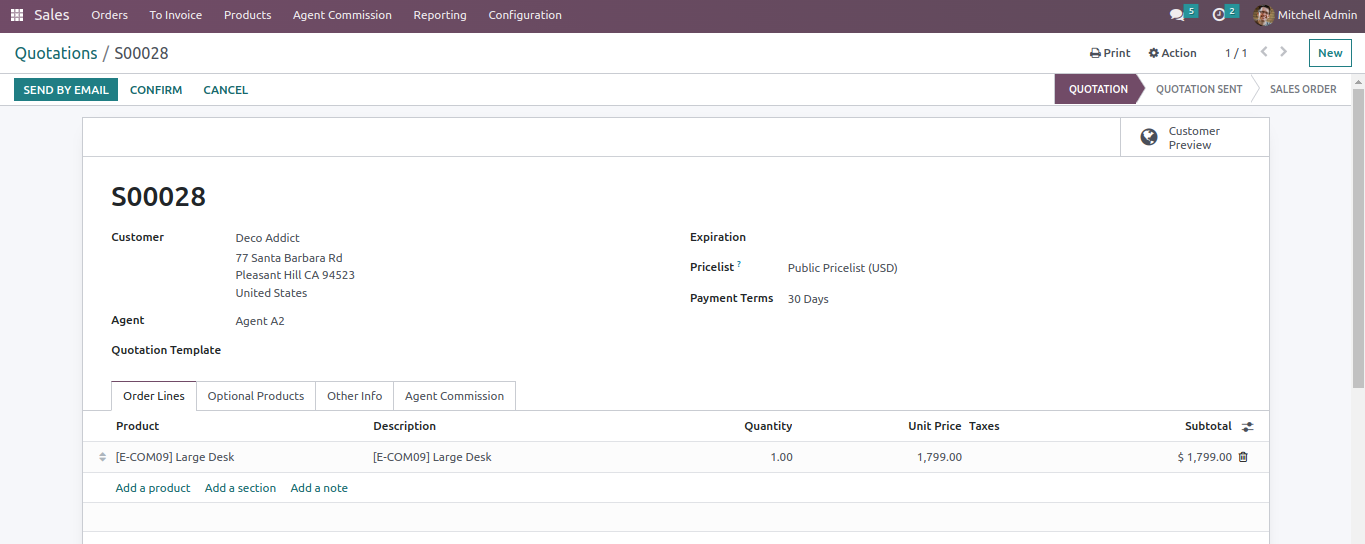 Sales Orders To Invoice Products Agent Commission Reporting Configuration 5 2 Mitchell Admin
Quotations / S00028 Print Action 1 / 1 New
SEND BY EMAIL CONFIRM CANCEL QUOTATION QUOTATION SENT SALES ORDER
Customer
Preview
S00028
Customer Deco Addict
77 Santa Barbara Rd
Pleasant Hill CA 94523
United States
Agent Agent A2
Quotation Template
Expiration
Pricelist ? Public Pricelist (USD)
Payment Terms 30 Days
Order Lines Optional Products Other Info Agent Commission
Product Description Quantity Unit Price Taxes Subtotal
[E-COM09] Large Desk [E-COM09] Large Desk 1.00 1,799.00 $ 1,799.00
Add a product Add a section Add a note